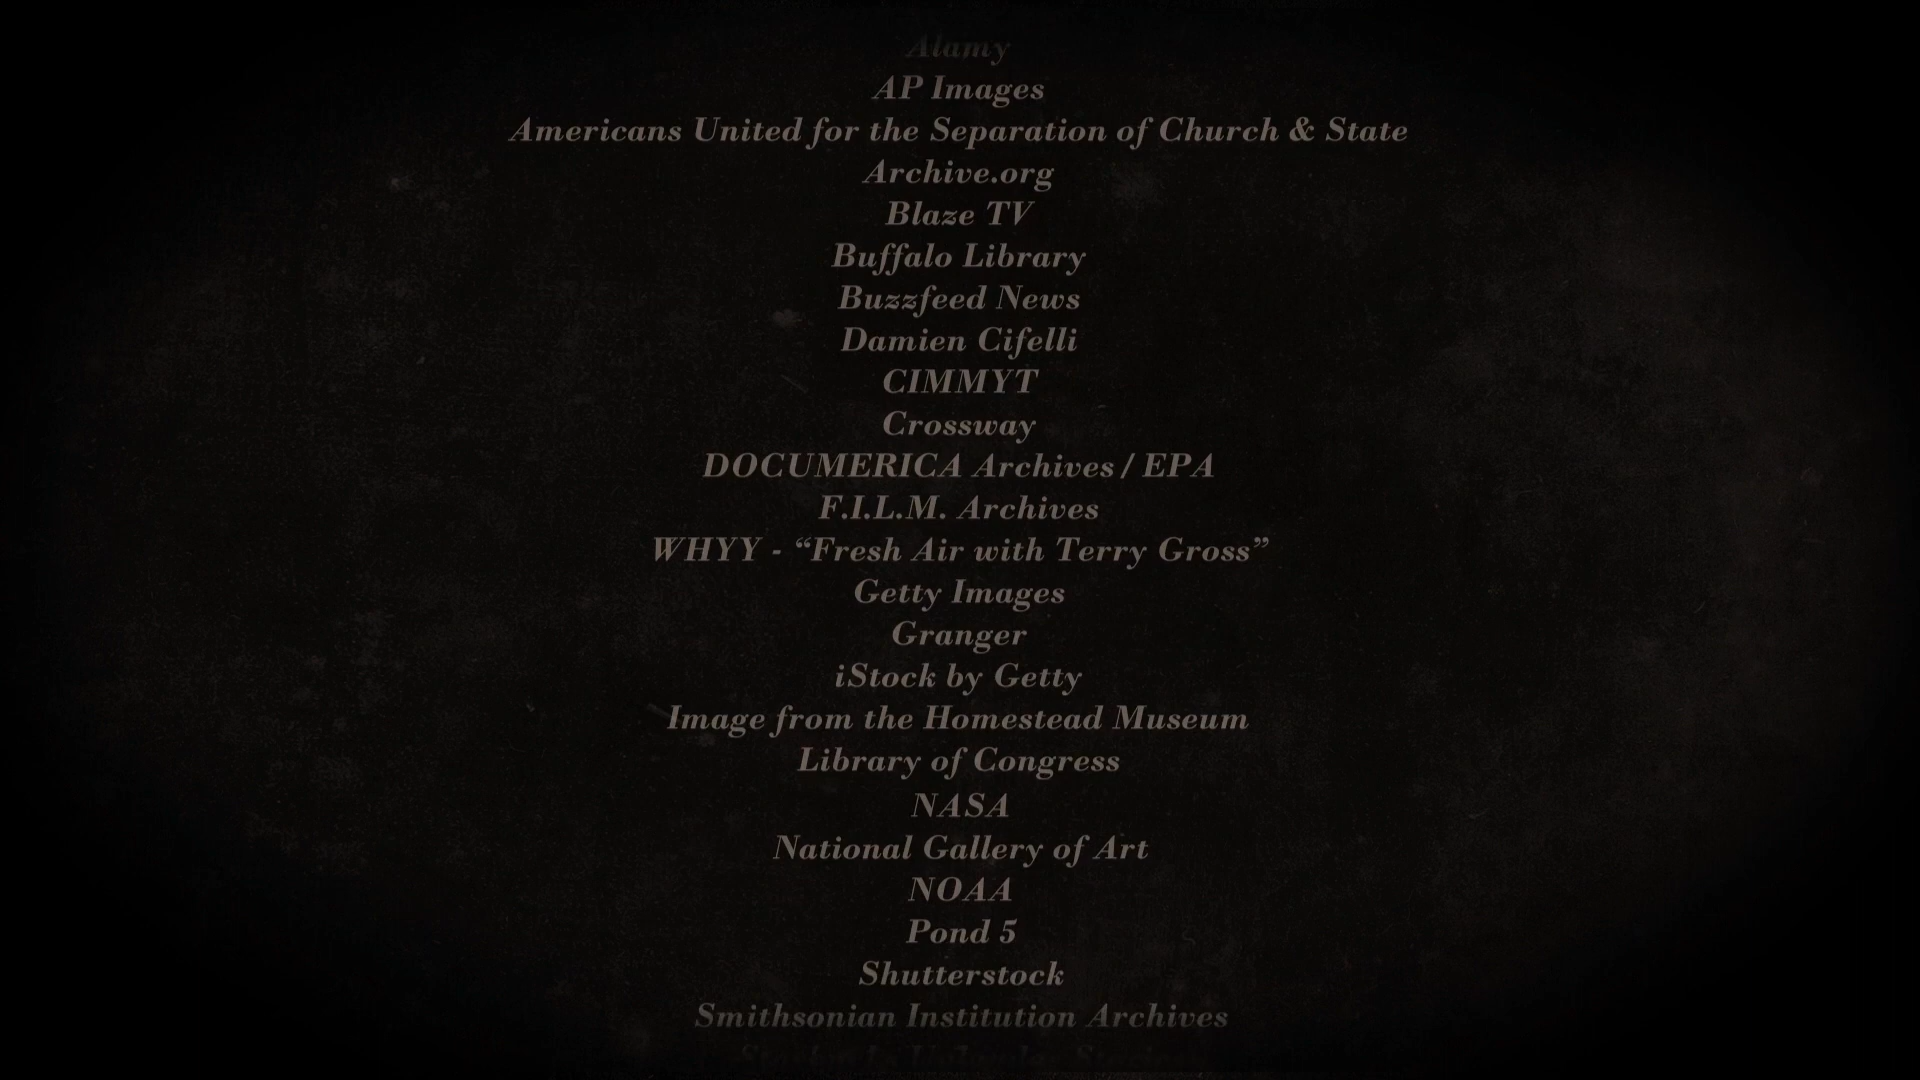 Alamy
AP Images
Americans United for the Separation of Church & State
Archive.org
Blaze TV
Buffalo Library
Buzzfeed News
Damien Cifelli
CIMMYT
Crossway
DOCUMERICA Archives / EPA
F.I.L.M. Archives
WHYY - “Fresh Air with Terry Gross”
Getty Images
Granger
iStock by Getty
Image from the Homestead Museum
Library of Congress
NASA
National Gallery of Art
NOAA
Pond 5
Shutterstock
Smithsonian Institution Archives